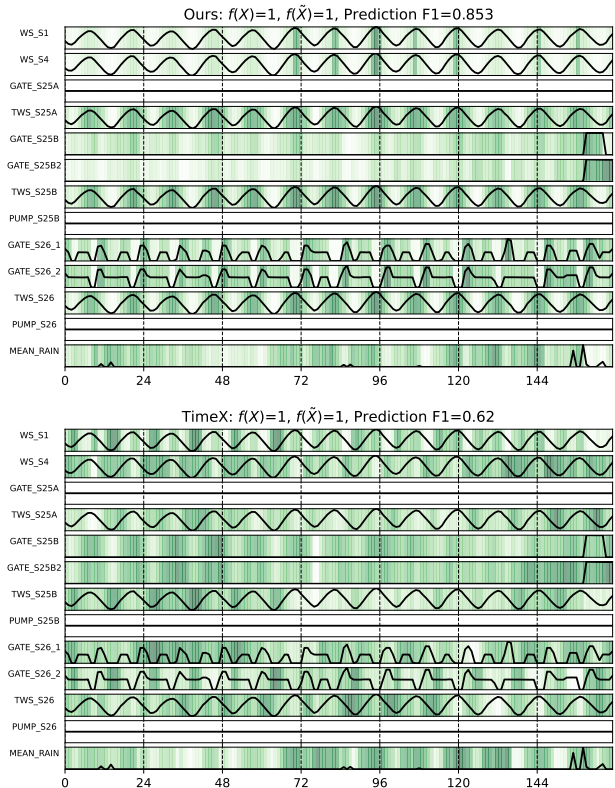 Ours: f(X)=1, f(X̃)=1, Prediction F1=0.853
WS_S1
WS_S4
GATE_S25A
TWS_S25A
GATE_S25B
GATE_S25B2
TWS_S25B
PUMP_S25B
GATE_S26_1
GATE_S26_2
TWS_S26
PUMP_S26
MEAN_RAIN
0 24 48 72 96 120 144
TimeX: f(X)=1, f(X̃)=1, Prediction F1=0.62
WS_S1
WS_S4
GATE_S25A
TWS_S25A
GATE_S25B
GATE_S25B2
TWS_S25B
PUMP_S25B
GATE_S26_1
GATE_S26_2
TWS_S26
PUMP_S26
MEAN_RAIN
0 24 48 72 96 120 144